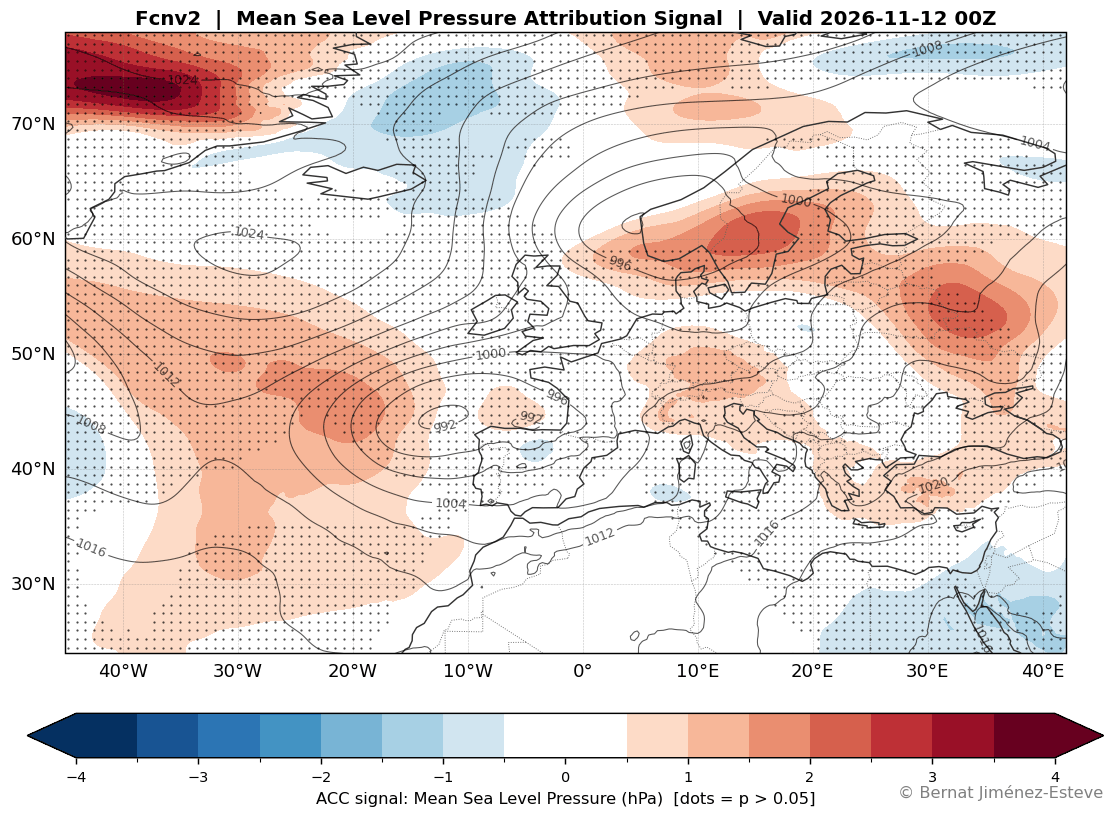 Fcnv2 | Mean Sea Level Pressure Attribution Signal | Valid 2026-11-12 00Z
1008
1024
1004
70°N
1000
1024
60°N
996
50°N
1000
1012
996
992
992
1008
40°N
1020
1004
1012
1016
1016
30°N
1016
40°W 30°W 20°W 10°W 0° 10°E 20°E 30°E 40°E
−4 −3 −2 −1 0 1 2 3 4
ACC signal: Mean Sea Level Pressure (hPa) [dots = p > 0.05]
© Bernat Jiménez-Esteve